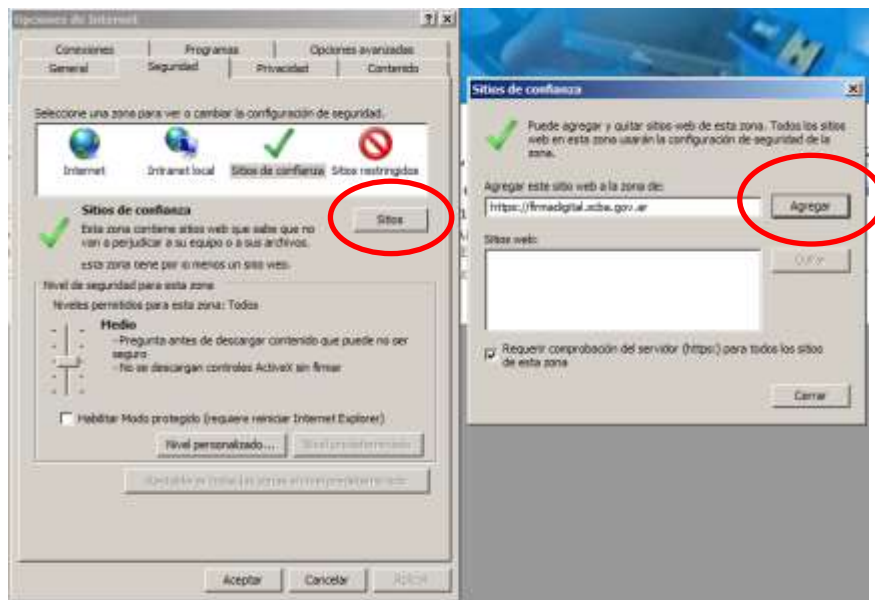 Opciones de Internet
Conexiones
Programas
Opciones avanzadas
General
Seguridad
Privacidad
Contenido
Seleccione una zona para ver o cambiar la configuración de seguridad.
Internet
Intranet local
Sitios de confianza
Sitios restringidos
Sitios de confianza
Esta zona contiene sitios web que sabe que no
van a perjudicar a su equipo o a sus archivos.
Esta zona tiene por lo menos un sitio web.
Sitios
Nivel de seguridad para esta zona
Niveles permitidos para esta zona: Todos
Medio
-Pregunta antes de descargar contenido que puede no ser
seguro
-No se descargan controles ActiveX sin firmar
Habilitar Modo protegido (requiere reiniciar Internet Explorer)
Nivel personalizado...
Nivel predeterminado
Aceptar
Cancelar
Aplicar
Sitios de confianza
Puede agregar y quitar sitios web de esta zona. Todos los sitios
web en esta zona usarán la configuración de seguridad de la
zona.
Agregar este sitio web a la zona de:
https://firmadigital.scba.gov.ar
Agregar
Sitios web:
Quitar
Requerir comprobación del servidor (https:) para todos los sitios
de esta zona
Cerrar